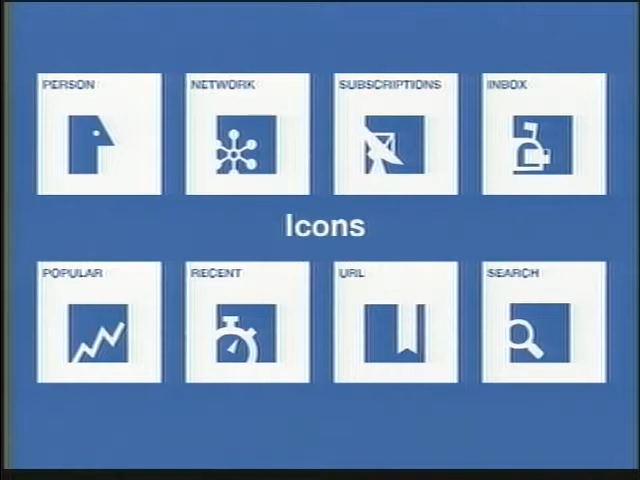 PERSON
NETWORK
SUBSCRIPTIONS
INBOX
Icons
POPULAR
RECENT
URL
SEARCH